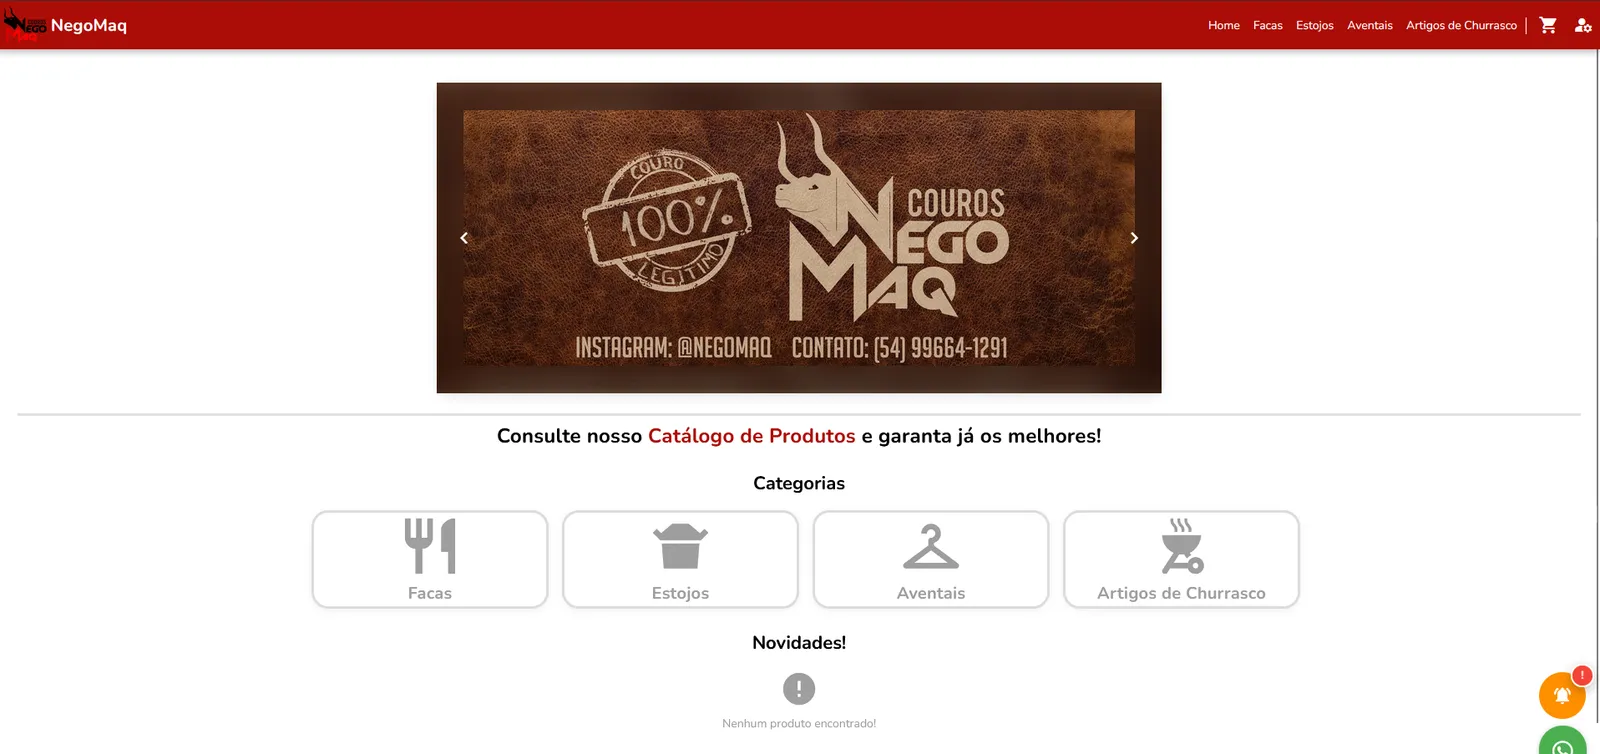 NegoMaq
Home Facas Estojos Aventais Artigos de Churrasco
COURO
100%
LEGÍTIMO
COUROS
NEGO
MAQ
INSTAGRAM: @NEGOMAQ CONTATO: (54) 99664-1291
Consulte nosso Catálogo de Produtos e garanta já os melhores!
Categorias
Facas
Estojos
Aventais
Artigos de Churrasco
Novidades!
!
Nenhum produto encontrado!
!